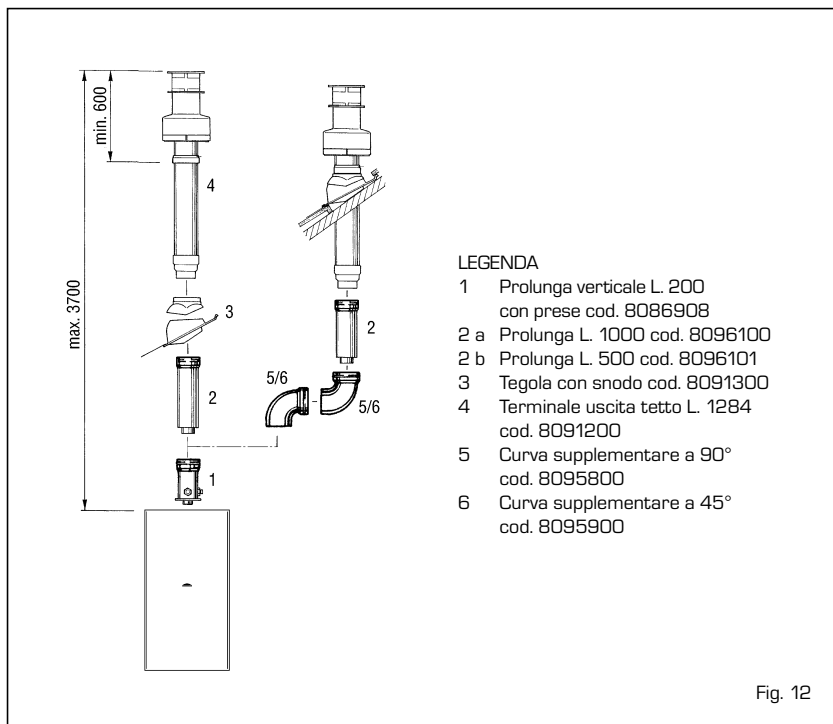 min. 600
max. 3700
4
3
2
2
5/6
5/6
1
LEGENDA
1 Prolunga verticale L. 200
con prese cod. 8086908
2 a Prolunga L. 1000 cod. 8096100
2 b Prolunga L. 500 cod. 8096101
3 Tegola con snodo cod. 8091300
4 Terminale uscita tetto L. 1284
cod. 8091200
5 Curva supplementare a 90°
cod. 8095800
6 Curva supplementare a 45°
cod. 8095900
Fig. 12